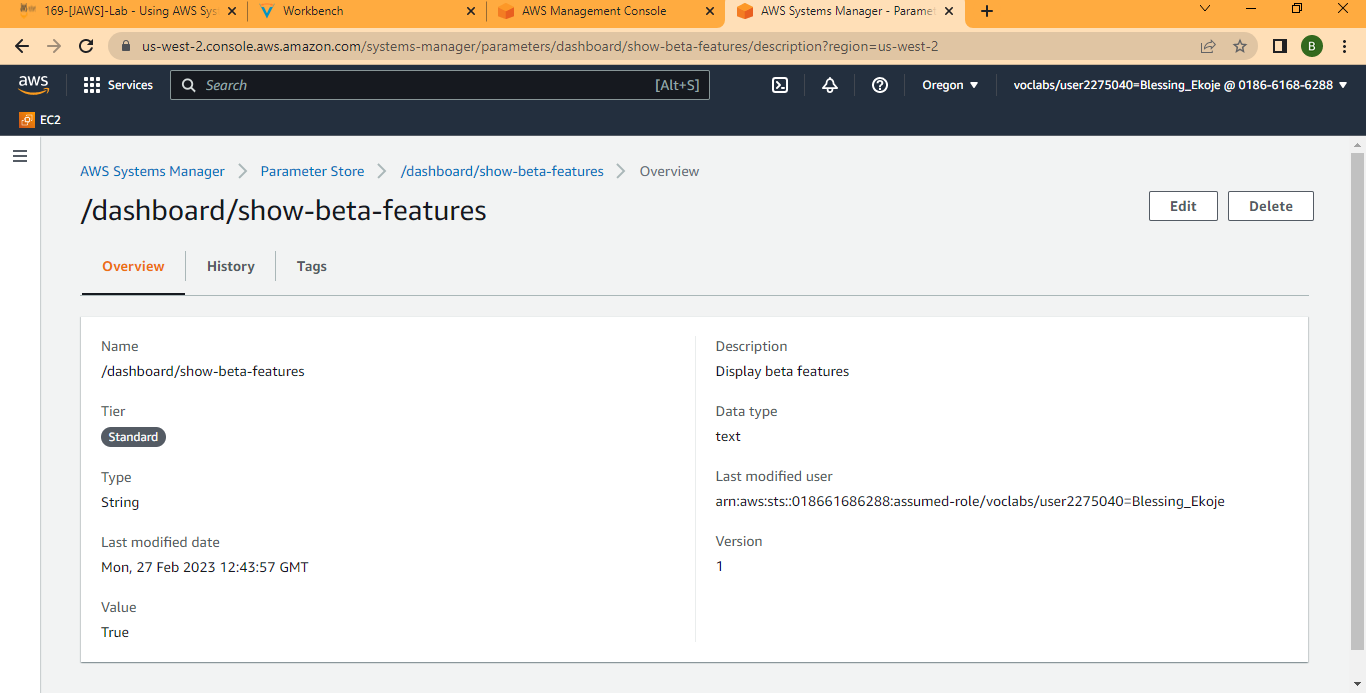 169-[JAWS]-Lab - Using AWS Sys
Workbench
AWS Management Console
AWS Systems Manager - Paramet
us-west-2.console.aws.amazon.com/systems-manager/parameters/dashboard/show-beta-features/description?region=us-west-2
B
aws
Services
Search
[Alt+S]
Oregon
voclabs/user2275040=Blessing_Ekoje @ 0186-6168-6288
EC2
AWS Systems Manager
Parameter Store
/dashboard/show-beta-features
Overview
/dashboard/show-beta-features
Edit
Delete
Overview
History
Tags
Name
/dashboard/show-beta-features
Tier
Standard
Type
String
Last modified date
Mon, 27 Feb 2023 12:43:57 GMT
Value
True
Description
Display beta features
Data type
text
Last modified user
arn:aws:sts::018661686288:assumed-role/voclabs/user2275040=Blessing_Ekoje
Version
1